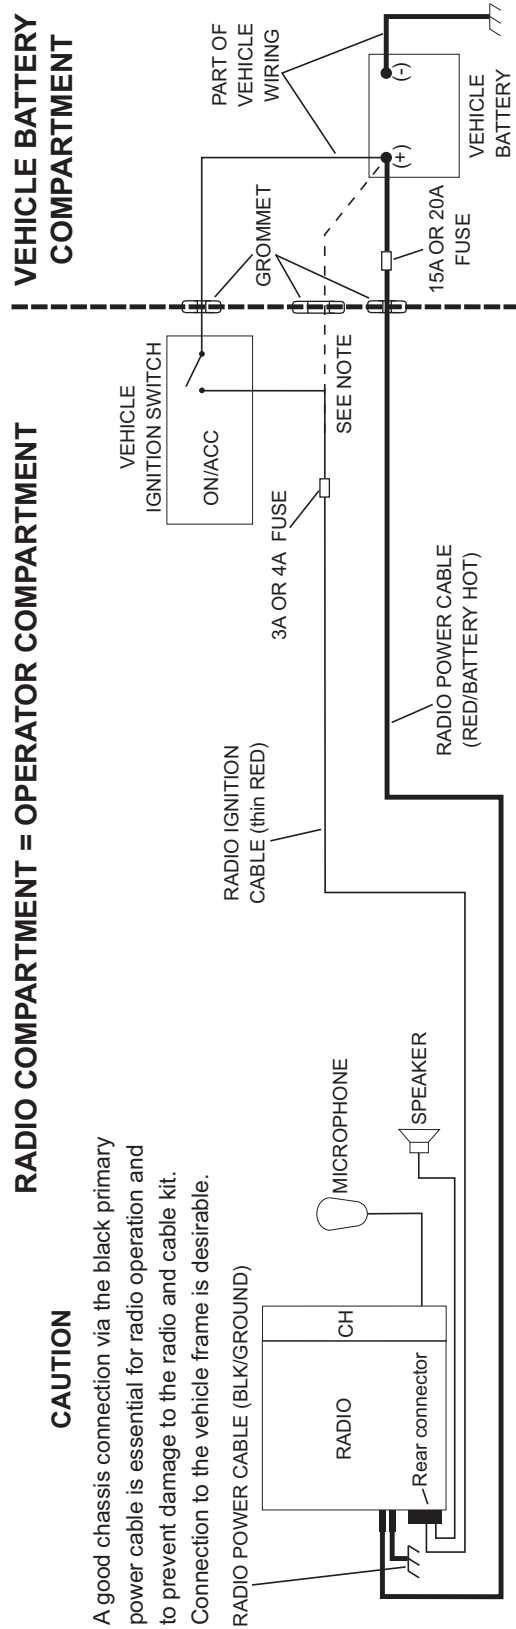 RADIO COMPARTMENT = OPERATOR COMPARTMENT
VEHICLE BATTERY
COMPARTMENT
CAUTION
A good chassis connection via the black primary
power cable is essential for radio operation and
to prevent damage to the radio and cable kit.
Connection to the vehicle frame is desirable.
RADIO POWER CABLE (BLK/GROUND)
RADIO
CH
Rear connector
MICROPHONE
SPEAKER
RADIO IGNITION
CABLE (thin RED)
RADIO POWER CABLE
(RED/BATTERY HOT)
3A OR 4A FUSE
VEHICLE
IGNITION SWITCH
ON/ACC
SEE NOTE
GROMMET
15A OR 20A
FUSE
PART OF
VEHICLE
WIRING
(+)
(-)
VEHICLE
BATTERY